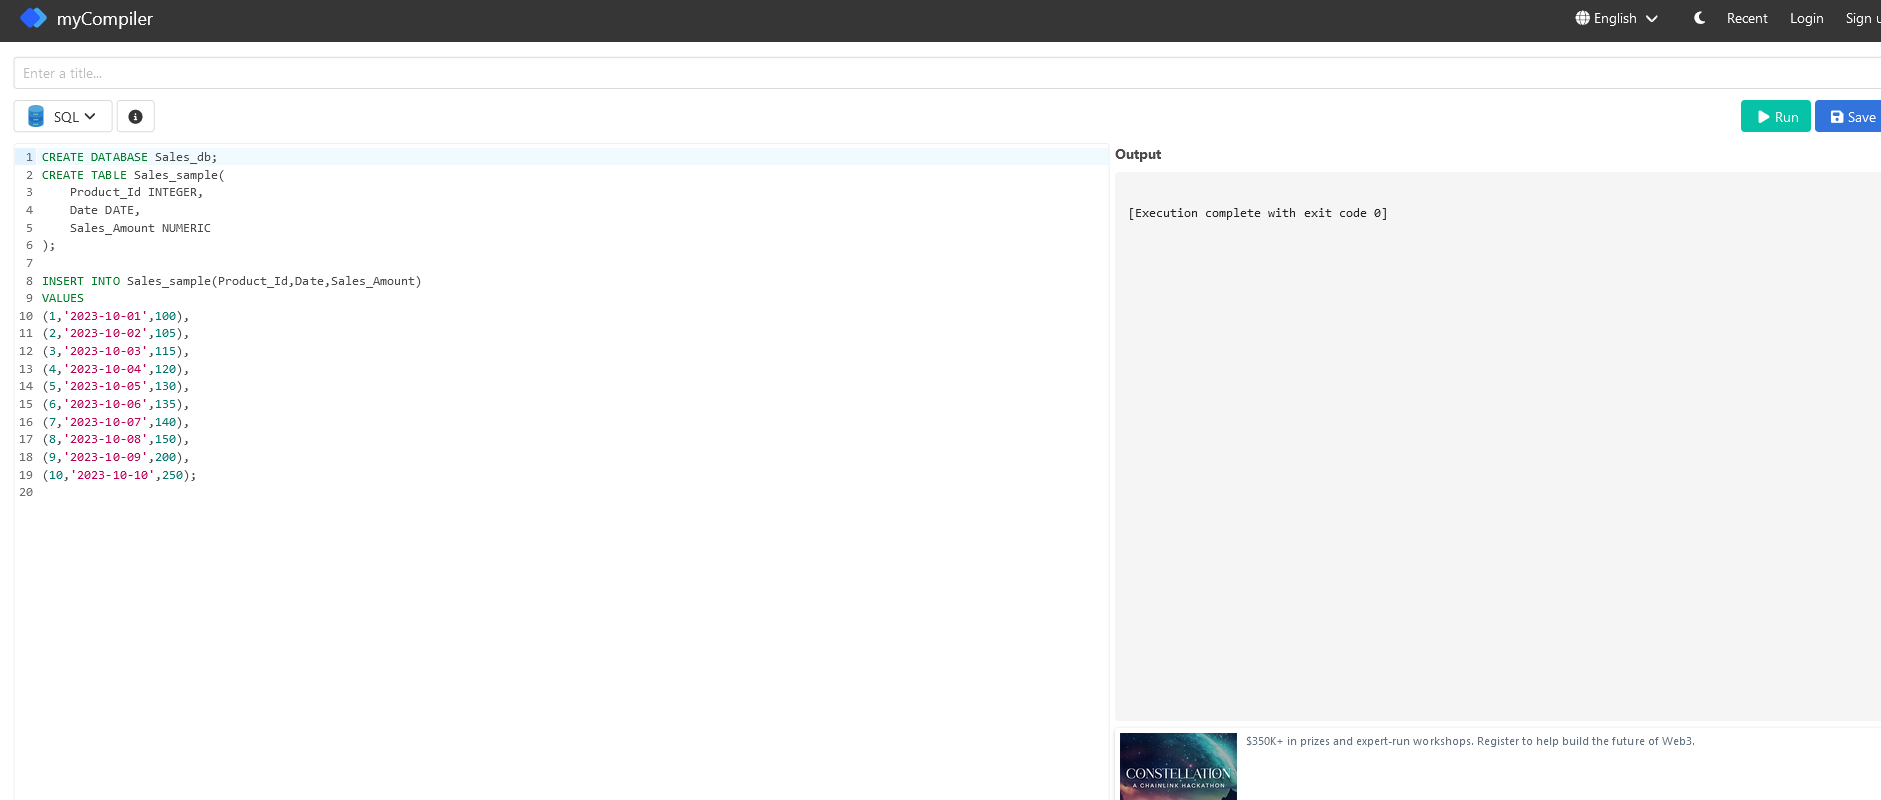 myCompiler
English
Recent
Login
Sign u
Enter a title...
SQL
Run
Save
1 CREATE DATABASE Sales_db;
2 CREATE TABLE Sales_sample(
3 Product_Id INTEGER,
4 Date DATE,
5 Sales_Amount NUMERIC
6 );
7
8 INSERT INTO Sales_sample(Product_Id,Date,Sales_Amount)
9 VALUES
10 (1,'2023-10-01',100),
11 (2,'2023-10-02',105),
12 (3,'2023-10-03',115),
13 (4,'2023-10-04',120),
14 (5,'2023-10-05',130),
15 (6,'2023-10-06',135),
16 (7,'2023-10-07',140),
17 (8,'2023-10-08',150),
18 (9,'2023-10-09',200),
19 (10,'2023-10-10',250);
20
Output
[Execution complete with exit code 0]
$350K+ in prizes and expert-run workshops. Register to help build the future of Web3.
CONSTELLATION
A CHAINLINK HACKATHON